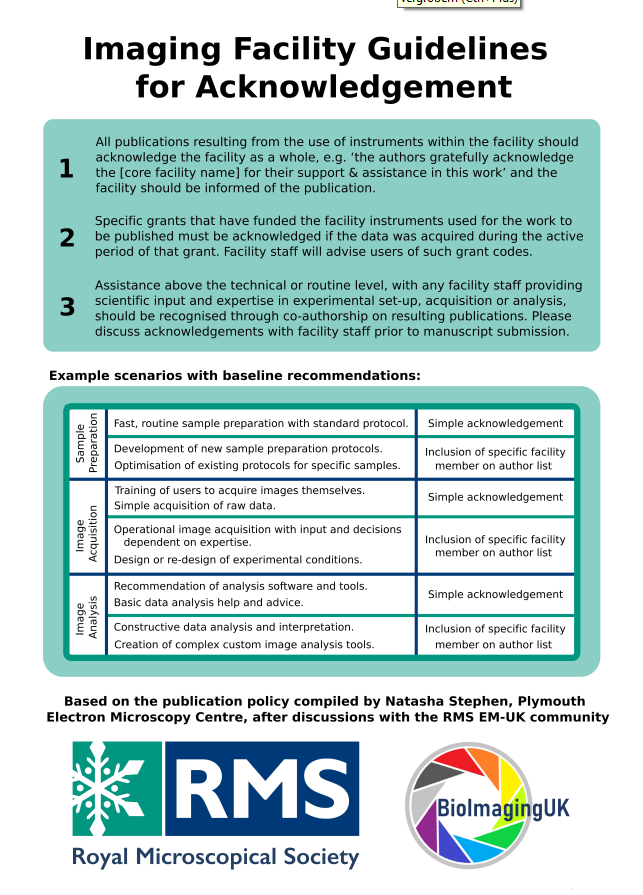 Vergrößern (Ctrl+Plus)
Imaging Facility Guidelines
for Acknowledgement
1
All publications resulting from the use of instruments within the facility should
acknowledge the facility as a whole, e.g. ‘the authors gratefully acknowledge
the [core facility name] for their support & assistance in this work’ and the
facility should be informed of the publication.
2
Specific grants that have funded the facility instruments used for the work to
be published must be acknowledged if the data was acquired during the active
period of that grant. Facility staff will advise users of such grant codes.
3
Assistance above the technical or routine level, with any facility staff providing
scientific input and expertise in experimental set-up, acquisition or analysis,
should be recognised through co-authorship on resulting publications. Please
discuss acknowledgements with facility staff prior to manuscript submission.
Example scenarios with baseline recommendations:
Sample
Preparation
Fast, routine sample preparation with standard protocol.
Simple acknowledgement
Development of new sample preparation protocols.
Optimisation of existing protocols for specific samples.
Inclusion of specific facility
member on author list
Image
Acquisition
Training of users to acquire images themselves.
Simple acquisition of raw data.
Simple acknowledgement
Operational image acquisition with input and decisions
dependent on expertise.
Design or re-design of experimental conditions.
Inclusion of specific facility
member on author list
Image
Analysis
Recommendation of analysis software and tools.
Basic data analysis help and advice.
Simple acknowledgement
Constructive data analysis and interpretation.
Creation of complex custom image analysis tools.
Inclusion of specific facility
member on author list
Based on the publication policy compiled by Natasha Stephen, Plymouth
Electron Microscopy Centre, after discussions with the RMS EM-UK community
RMS
Royal Microscopical Society
BioImagingUK